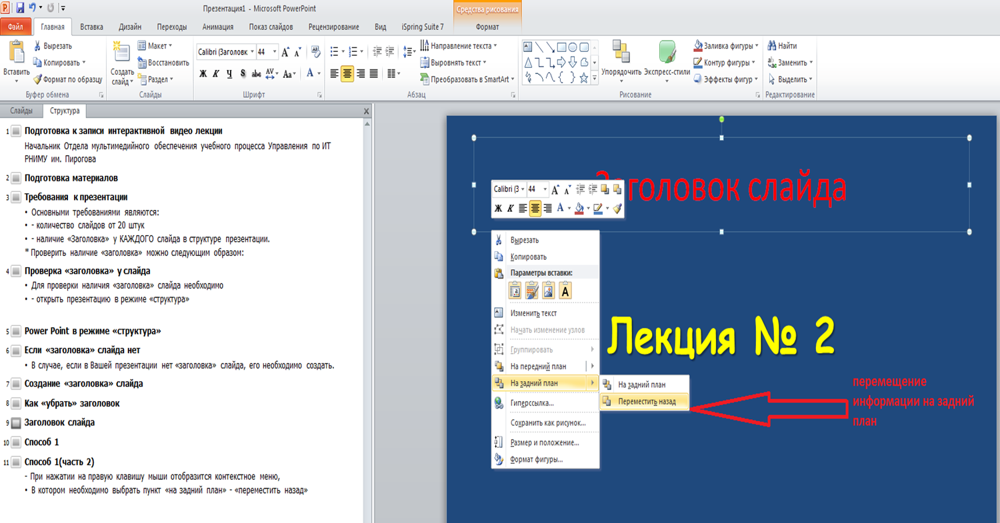 Презентация1 - Microsoft PowerPoint
Средства рисования
Файл Главная Вставка Дизайн Переходы Анимация Показ слайдов Рецензирование Вид iSpring Suite 7 Формат
Вставить
Вырезать
Копировать
Формат по образцу
Буфер обмена
Создать слайд
Макет
Восстановить
Раздел
Слайды
Calibri (Заголовк 44
Ж К Ч S abc AV Aa А
Шрифт
Направление текста
Выровнять текст
Преобразовать в SmartArt
Абзац
Упорядочить
Экспресс-стили
Заливка фигуры
Контур фигуры
Эффекты фигур
Рисование
Найти
Заменить
Выделить
Редактирование
Слайды Структура
1 Подготовка к записи интерактивной видео лекции
Начальник Отдела мультимедийного обеспечения учебного процесса Управления по ИТ
РНИМУ им. Пирогова
2 Подготовка материалов
3 Требования к презентации
• Основными требованиями являются:
• - количество слайдов от 20 штук
• - наличие «Заголовка» у КАЖДОГО слайда в структуре презентации.
* Проверить наличие «заголовка» можно следующим образом:
4 Проверка «заголовка» у слайда
• Для проверки наличия «заголовка» слайда необходимо
• - открыть презентацию в режиме «структура»
5 Power Point в режиме «структура»
6 Если «заголовка» слайда нет
• В случае, если в Вашей презентации нет «заголовка» слайда, его необходимо создать.
7 Создание «заголовка» слайда
8 Как «убрать» заголовок
9 Заголовок слайда
10 Способ 1
11 Способ 1(часть 2)
- При нажатии на правую клавишу мыши отобразится контекстное меню,
• В котором необходимо выбрать пункт «на задний план» - «переместить назад»
Заголовок слайда
Calibri (З 44
Ж К А
Вырезать
Копировать
Параметры вставки:
Изменить текст
Начать изменение узлов
Группировать
На передний план
На задний план
Гиперссылка...
Сохранить как рисунок...
Размер и положение...
Формат фигуры...
На задний план
Переместить назад
Лекция № 2
перемещение
информации на задний
план